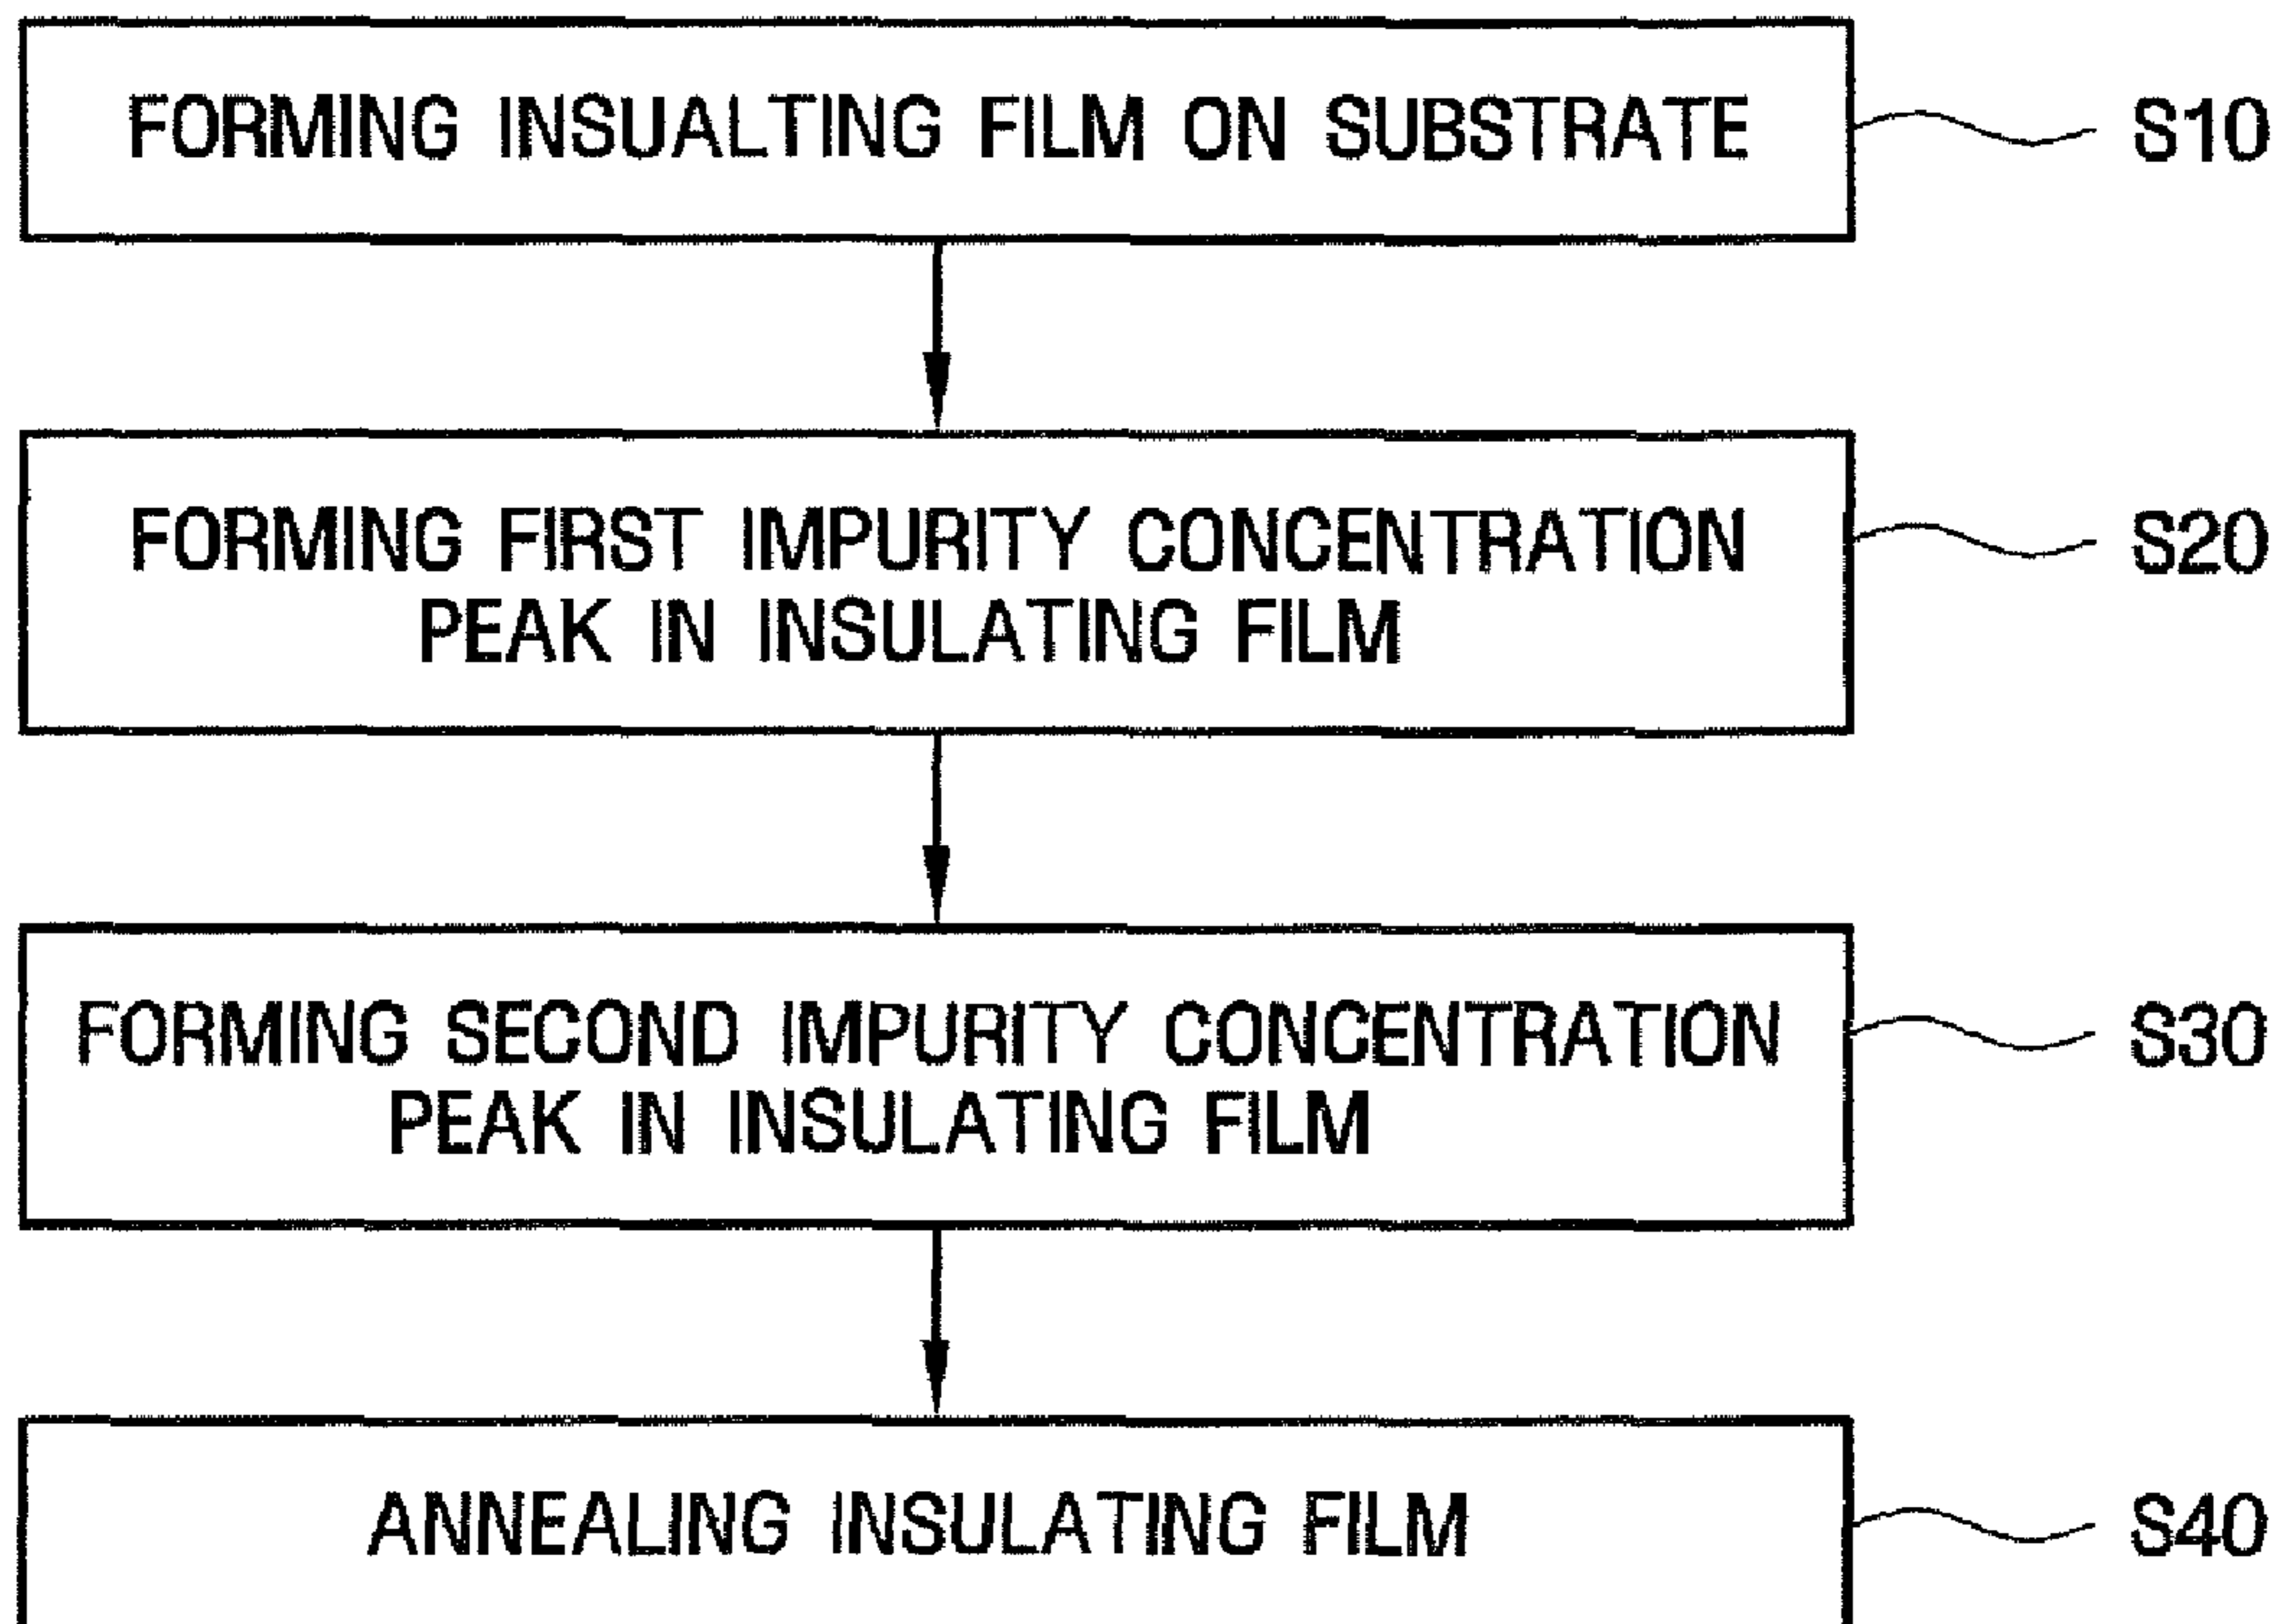 FORMING INSUALTING FILM ON SUBSTRATE S10
FORMING FIRST IMPURITY CONCENTRATION S20
PEAK IN INSULATING FILM
FORMING SECOND IMPURITY CONCENTRATION S30
PEAK IN INSULATING FILM
ANNEALING INSULATING FILM S40